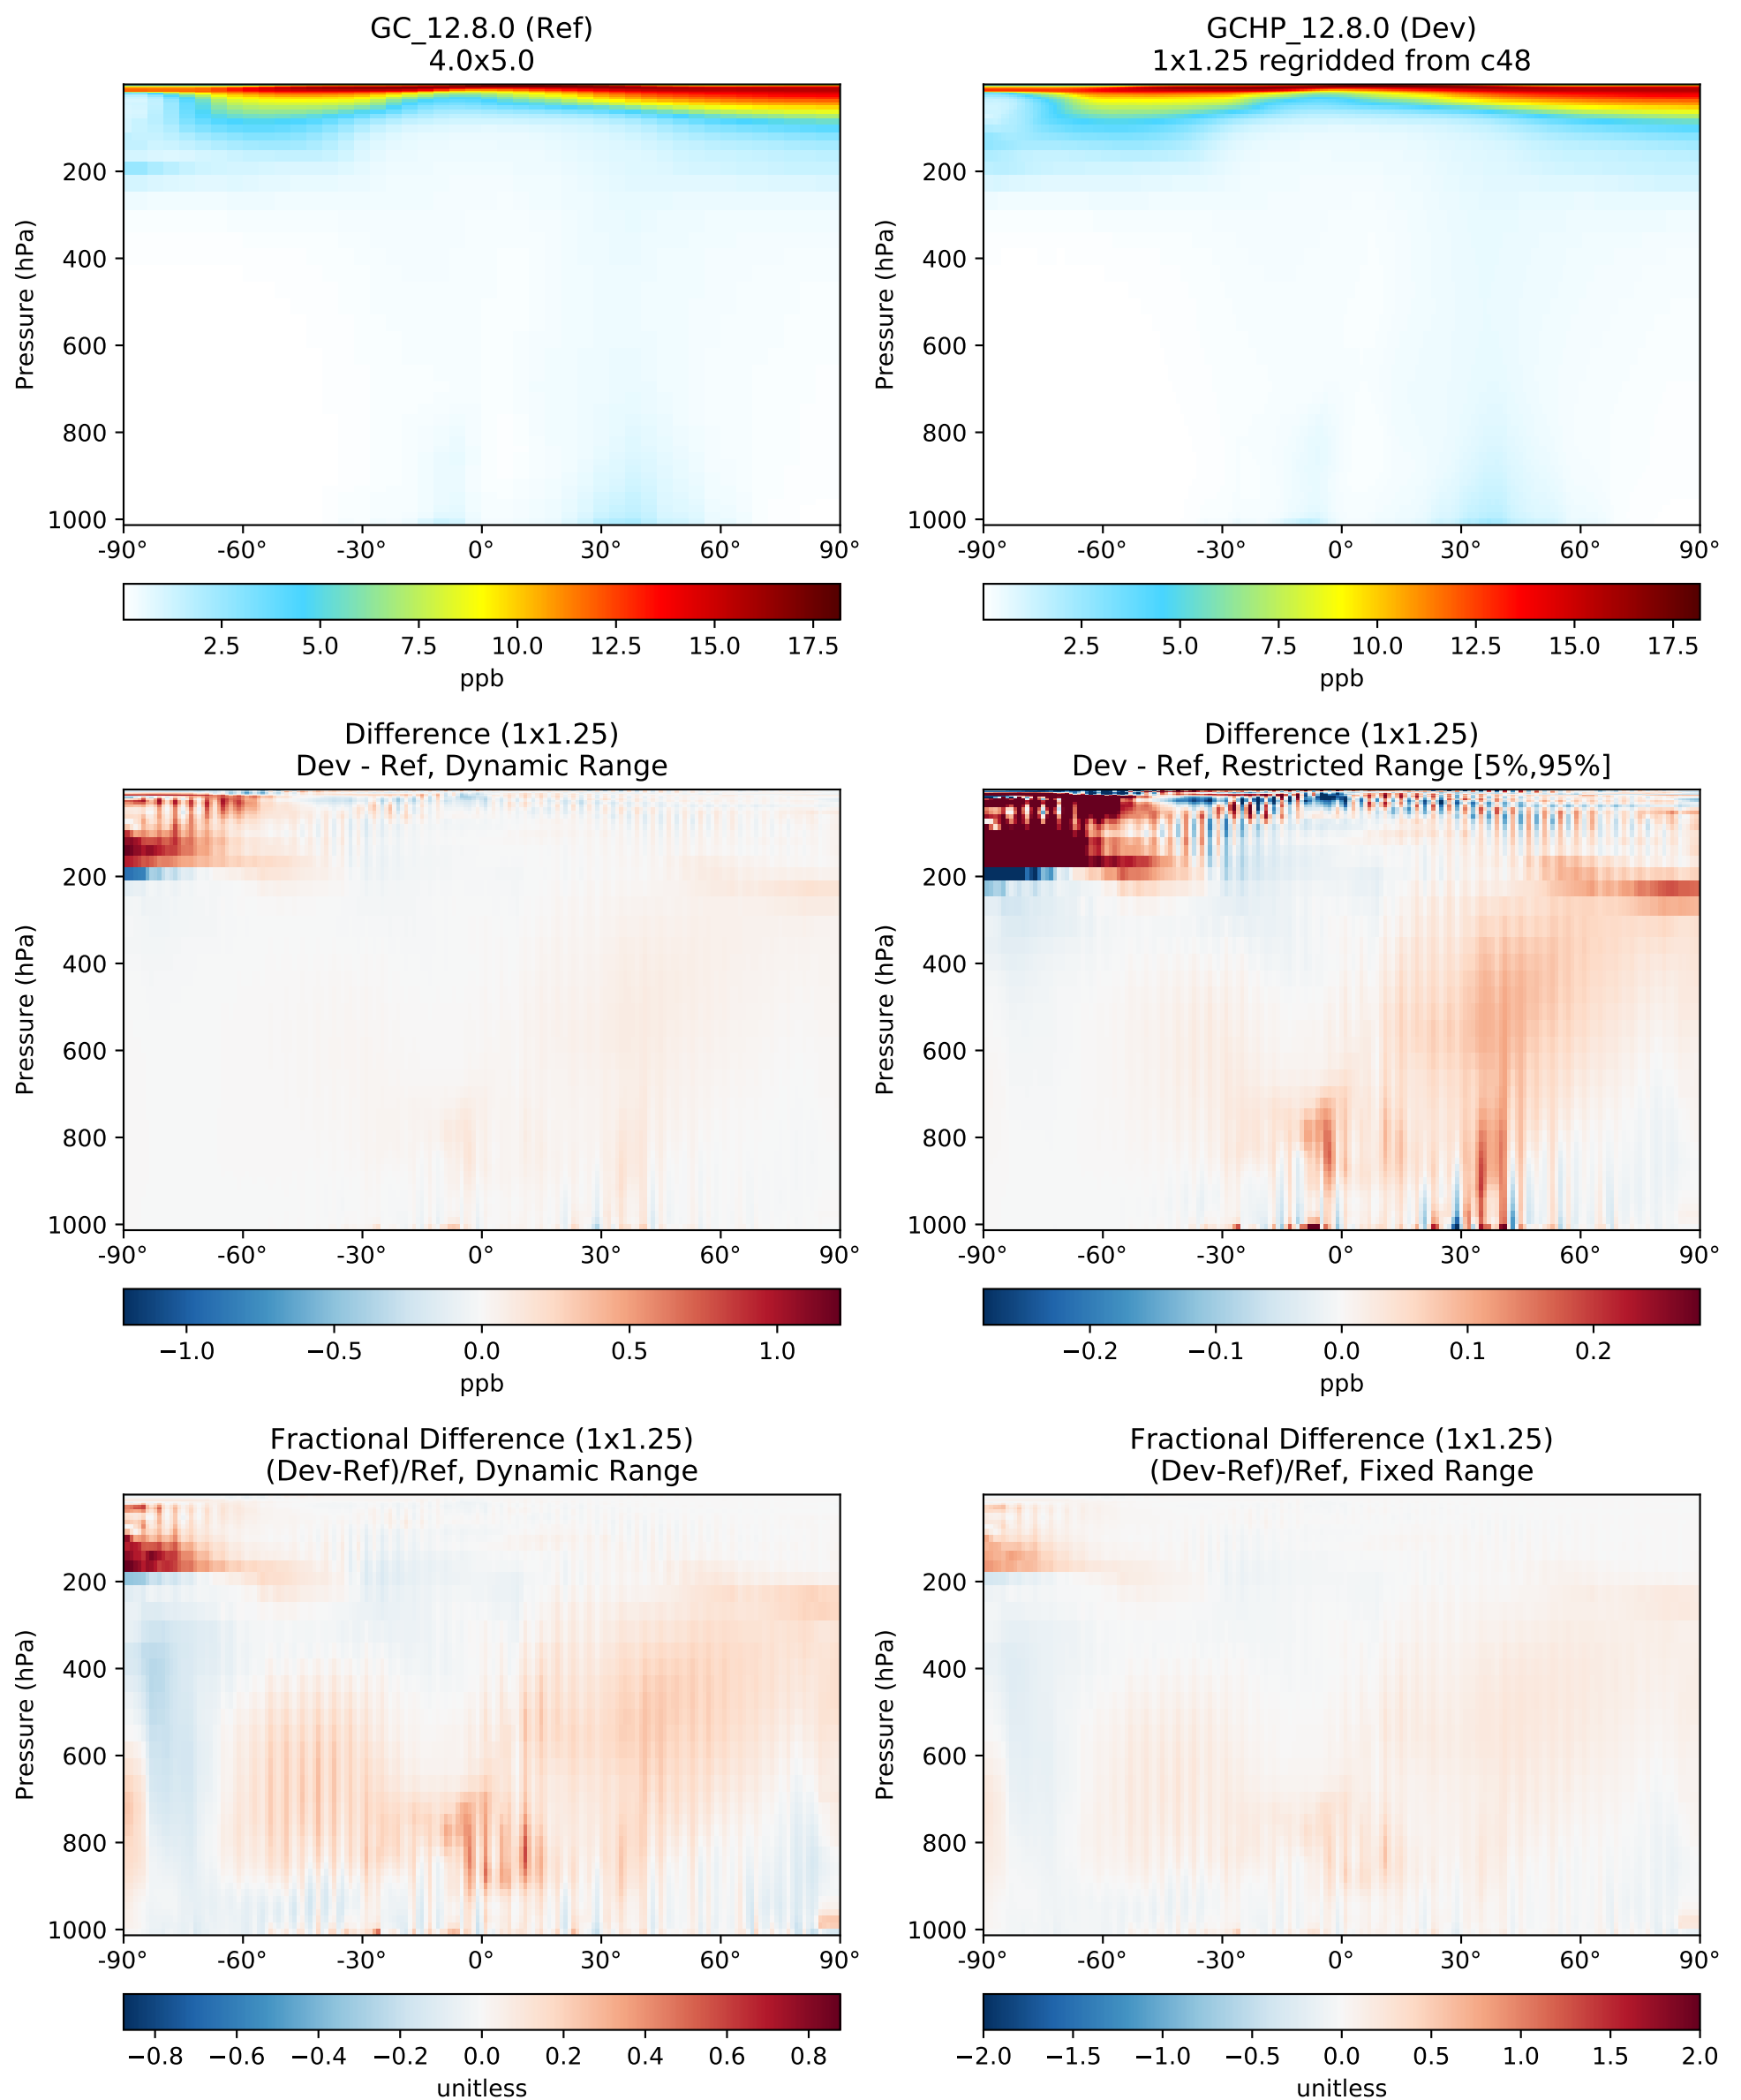 GC_12.8.0 (Ref)
4.0x5.0
Pressure (hPa)
200
400
600
800
1000
-90° -60° -30° 0° 30° 60° 90°
2.5 5.0 7.5 10.0 12.5 15.0 17.5
ppb
GCHP_12.8.0 (Dev)
1x1.25 regridded from c48
Pressure (hPa)
200
400
600
800
1000
-90° -60° -30° 0° 30° 60° 90°
2.5 5.0 7.5 10.0 12.5 15.0 17.5
ppb
Difference (1x1.25)
Dev - Ref, Dynamic Range
Pressure (hPa)
200
400
600
800
1000
-90° -60° -30° 0° 30° 60° 90°
−1.0 −0.5 0.0 0.5 1.0
ppb
Difference (1x1.25)
Dev - Ref, Restricted Range [5%,95%]
Pressure (hPa)
200
400
600
800
1000
-90° -60° -30° 0° 30° 60° 90°
−0.2 −0.1 0.0 0.1 0.2
ppb
Fractional Difference (1x1.25)
(Dev-Ref)/Ref, Dynamic Range
Pressure (hPa)
200
400
600
800
1000
-90° -60° -30° 0° 30° 60° 90°
−0.8 −0.6 −0.4 −0.2 0.0 0.2 0.4 0.6 0.8
unitless
Fractional Difference (1x1.25)
(Dev-Ref)/Ref, Fixed Range
Pressure (hPa)
200
400
600
800
1000
-90° -60° -30° 0° 30° 60° 90°
−2.0 −1.5 −1.0 −0.5 0.0 0.5 1.0 1.5 2.0
unitless